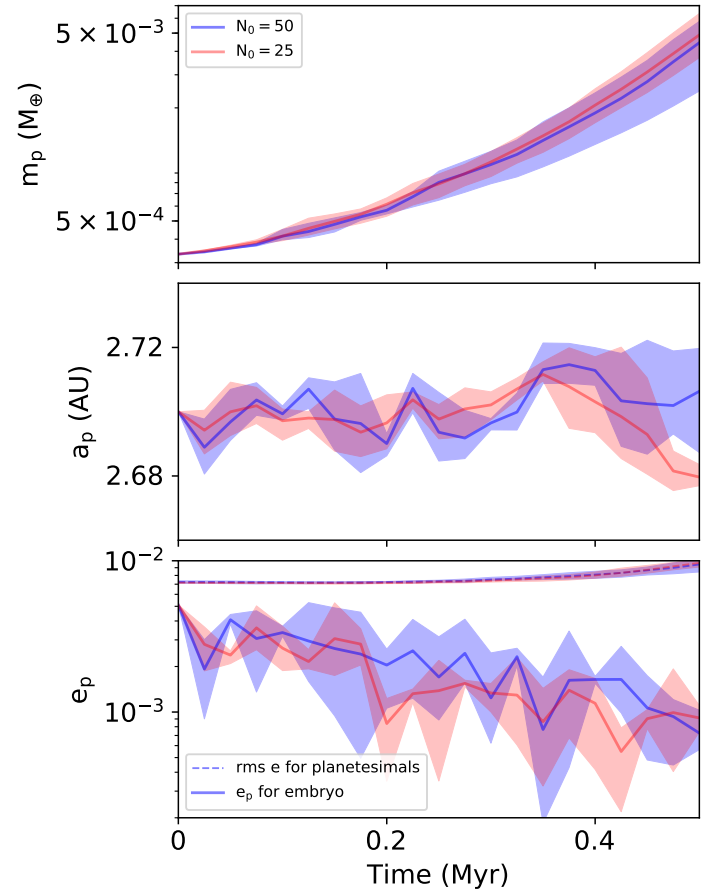 5 × 10⁻³
5 × 10⁻⁴
mₚ (M⊕)
N₀ = 50
N₀ = 25
2.72
2.68
aₚ (AU)
10⁻²
10⁻³
eₚ
rms e for planetesimals
eₚ for embryo
0 0.2 0.4
Time (Myr)